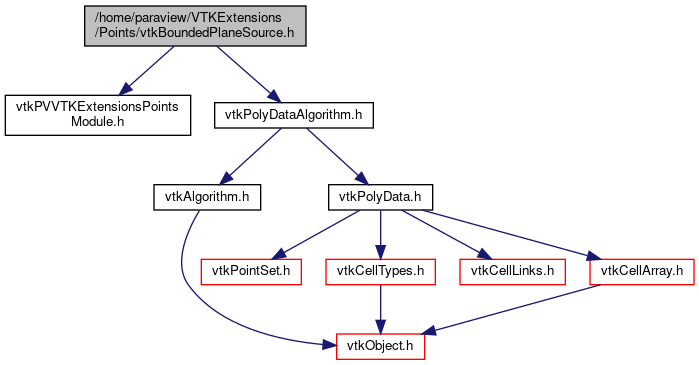 /home/paraview/VTKExtensions
/Points/vtkBoundedPlaneSource.h
vtkPVVTKExtensionsPoints
Module.h
vtkPolyDataAlgorithm.h
vtkAlgorithm.h
vtkPolyData.h
vtkPointSet.h
vtkCellTypes.h
vtkCellLinks.h
vtkCellArray.h
vtkObject.h